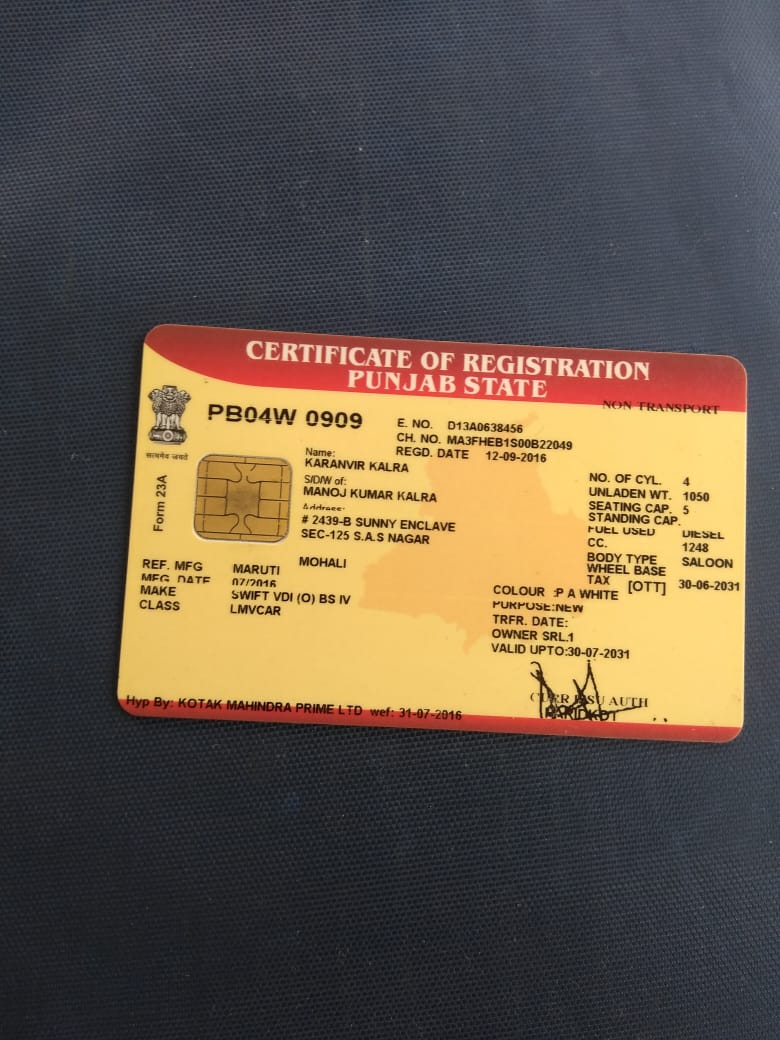 CERTIFICATE OF REGISTRATION
PUNJAB STATE
NON TRANSPORT
सत्यमेव जयते
Form 23A
PB04W 0909
E. NO. D13A0638456
CH. NO. MA3FHEB1S00B22049
REGD. DATE 12-09-2016
Name:
KARANVIR KALRA
S/D/W of:
MANOJ KUMAR KALRA
Address:
# 2439-B SUNNY ENCLAVE
SEC-125 S.A.S NAGAR
MOHALI
NO. OF CYL. 4
UNLADEN WT. 1050
SEATING CAP. 5
STANDING CAP.
FUEL USED DIESEL
CC. 1248
BODY TYPE SALOON
WHEEL BASE
TAX [OTT] 30-06-2031
REF. MFG MARUTI
MFG. DATE 07/2016
MAKE SWIFT VDI (O) BS IV
CLASS LMVCAR
COLOUR :P A WHITE
PURPOSE:NEW
TRFR. DATE:
OWNER SRL.1
VALID UPTO:30-07-2031
AUTH
FARIDKOT
Hyp By: KOTAK MAHINDRA PRIME LTD wef: 31-07-2016